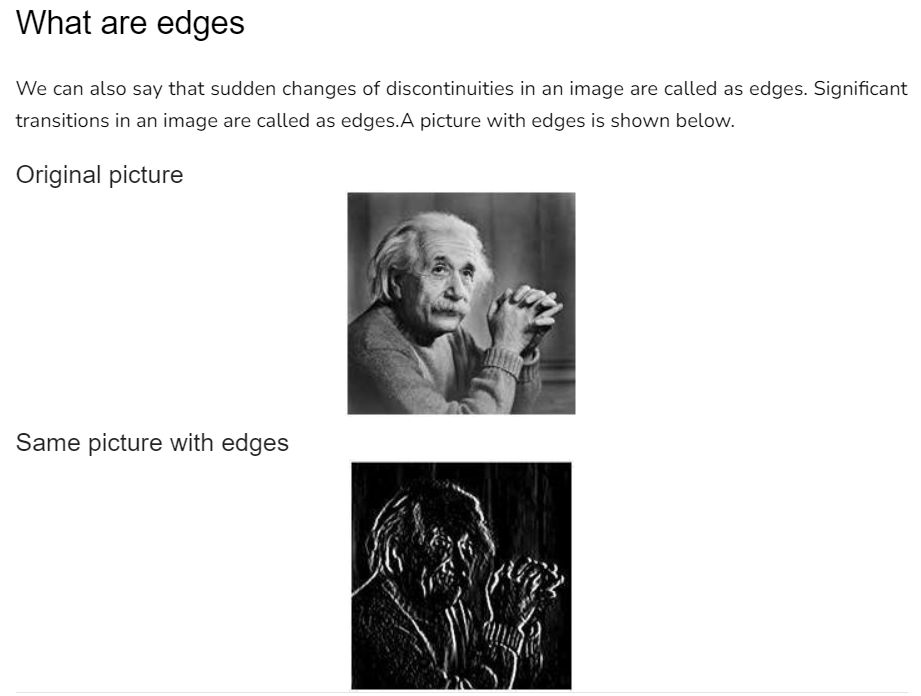 What are edges
We can also say that sudden changes of discontinuities in an image are called as edges. Significant
transitions in an image are called as edges.A picture with edges is shown below.
Original picture
Same picture with edges